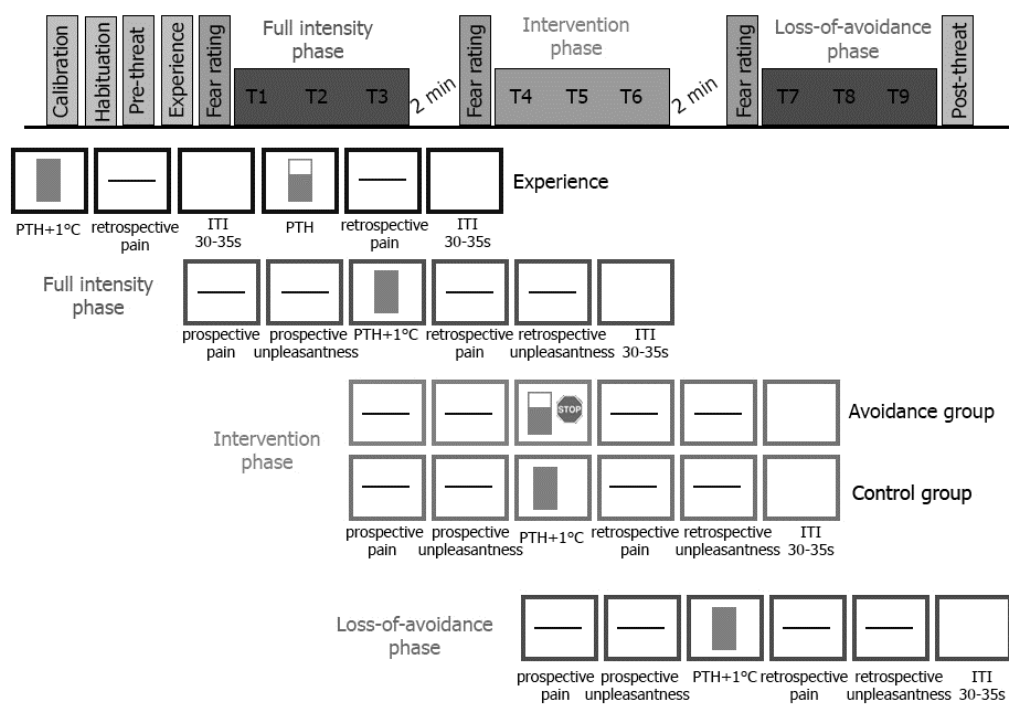 Calibration
Habituation
Pre-threat
Experience
Fear rating
Full intensity
phase
T1 T2 T3
2 min
Fear rating
Intervention
phase
T4 T5 T6
2 min
Fear rating
Loss-of-avoidance
phase
T7 T8 T9
Post-threat
Experience
PTH+1°C
retrospective
pain
ITI
30-35s
PTH
retrospective
pain
ITI
30-35s
Full intensity
phase
prospective
pain
prospective
unpleasantness
PTH+1°C
retrospective
pain
retrospective
unpleasantness
ITI
30-35s
Intervention
phase
STOP
Avoidance group
Control group
prospective
pain
prospective
unpleasantness
PTH+1°C
retrospective
pain
retrospective
unpleasantness
ITI
30-35s
Loss-of-avoidance
phase
prospective
pain
prospective
unpleasantness
PTH+1°C
retrospective
pain
retrospective
unpleasantness
ITI
30-35s